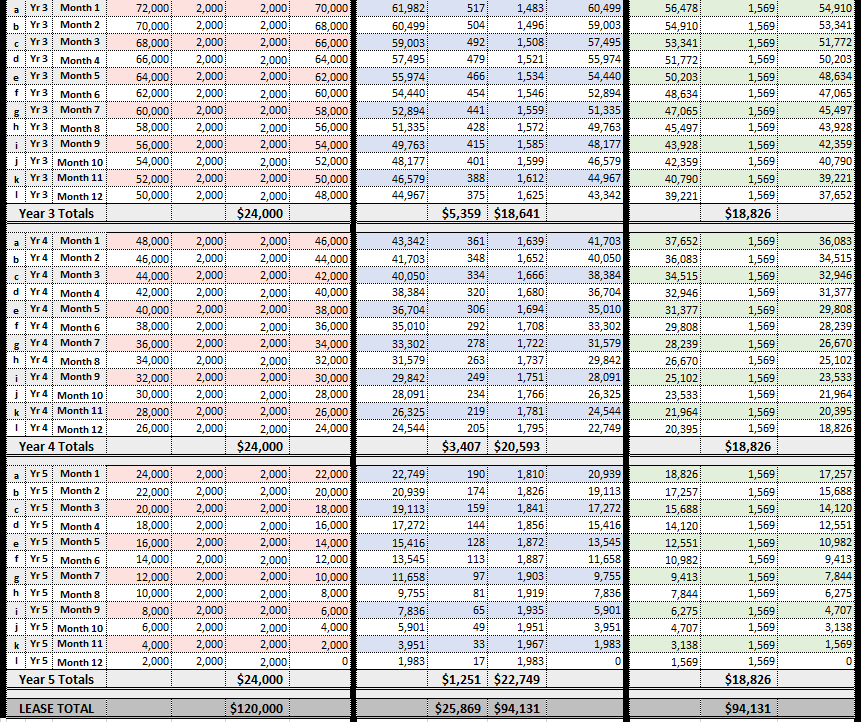 a Yr 3 Month 1 72,000 2,000 2,000 70,000 61,982 517 1,483 60,499 56,478 1,569 54,910
b Yr 3 Month 2 70,000 2,000 2,000 68,000 60,499 504 1,496 59,003 54,910 1,569 53,341
c Yr 3 Month 3 68,000 2,000 2,000 66,000 59,003 492 1,508 57,495 53,341 1,569 51,772
d Yr 3 Month 4 66,000 2,000 2,000 64,000 57,495 479 1,521 55,974 51,772 1,569 50,203
e Yr 3 Month 5 64,000 2,000 2,000 62,000 55,974 466 1,534 54,440 50,203 1,569 48,634
f Yr 3 Month 6 62,000 2,000 2,000 60,000 54,440 454 1,546 52,894 48,634 1,569 47,065
g Yr 3 Month 7 60,000 2,000 2,000 58,000 52,894 441 1,559 51,335 47,065 1,569 45,497
h Yr 3 Month 8 58,000 2,000 2,000 56,000 51,335 428 1,572 49,763 45,497 1,569 43,928
i Yr 3 Month 9 56,000 2,000 2,000 54,000 49,763 415 1,585 48,177 43,928 1,569 42,359
j Yr 3 Month 10 54,000 2,000 2,000 52,000 48,177 401 1,599 46,579 42,359 1,569 40,790
k Yr 3 Month 11 52,000 2,000 2,000 50,000 46,579 388 1,612 44,967 40,790 1,569 39,221
l Yr 3 Month 12 50,000 2,000 2,000 48,000 44,967 375 1,625 43,342 39,221 1,569 37,652
Year 3 Totals $24,000 $5,359 $18,641 $18,826
a Yr 4 Month 1 48,000 2,000 2,000 46,000 43,342 361 1,639 41,703 37,652 1,569 36,083
b Yr 4 Month 2 46,000 2,000 2,000 44,000 41,703 348 1,652 40,050 36,083 1,569 34,515
c Yr 4 Month 3 44,000 2,000 2,000 42,000 40,050 334 1,666 38,384 34,515 1,569 32,946
d Yr 4 Month 4 42,000 2,000 2,000 40,000 38,384 320 1,680 36,704 32,946 1,569 31,377
e Yr 4 Month 5 40,000 2,000 2,000 38,000 36,704 306 1,694 35,010 31,377 1,569 29,808
f Yr 4 Month 6 38,000 2,000 2,000 36,000 35,010 292 1,708 33,302 29,808 1,569 28,239
g Yr 4 Month 7 36,000 2,000 2,000 34,000 33,302 278 1,722 31,579 28,239 1,569 26,670
h Yr 4 Month 8 34,000 2,000 2,000 32,000 31,579 263 1,737 29,842 26,670 1,569 25,102
i Yr 4 Month 9 32,000 2,000 2,000 30,000 29,842 249 1,751 28,091 25,102 1,569 23,533
j Yr 4 Month 10 30,000 2,000 2,000 28,000 28,091 234 1,766 26,325 23,533 1,569 21,964
k Yr 4 Month 11 28,000 2,000 2,000 26,000 26,325 219 1,781 24,544 21,964 1,569 20,395
l Yr 4 Month 12 26,000 2,000 2,000 24,000 24,544 205 1,795 22,749 20,395 1,569 18,826
Year 4 Totals $24,000 $3,407 $20,593 $18,826
a Yr 5 Month 1 24,000 2,000 2,000 22,000 22,749 190 1,810 20,939 18,826 1,569 17,257
b Yr 5 Month 2 22,000 2,000 2,000 20,000 20,939 174 1,826 19,113 17,257 1,569 15,688
c Yr 5 Month 3 20,000 2,000 2,000 18,000 19,113 159 1,841 17,272 15,688 1,569 14,120
d Yr 5 Month 4 18,000 2,000 2,000 16,000 17,272 144 1,856 15,416 14,120 1,569 12,551
e Yr 5 Month 5 16,000 2,000 2,000 14,000 15,416 128 1,872 13,545 12,551 1,569 10,982
f Yr 5 Month 6 14,000 2,000 2,000 12,000 13,545 113 1,887 11,658 10,982 1,569 9,413
g Yr 5 Month 7 12,000 2,000 2,000 10,000 11,658 97 1,903 9,755 9,413 1,569 7,844
h Yr 5 Month 8 10,000 2,000 2,000 8,000 9,755 81 1,919 7,836 7,844 1,569 6,275
i Yr 5 Month 9 8,000 2,000 2,000 6,000 7,836 65 1,935 5,901 6,275 1,569 4,707
j Yr 5 Month 10 6,000 2,000 2,000 4,000 5,901 49 1,951 3,951 4,707 1,569 3,138
k Yr 5 Month 11 4,000 2,000 2,000 2,000 3,951 33 1,967 1,983 3,138 1,569 1,569
l Yr 5 Month 12 2,000 2,000 2,000 0 1,983 17 1,983 0 1,569 1,569 0
Year 5 Totals $24,000 $1,251 $22,749 $18,826
LEASE TOTAL $120,000 $25,869 $94,131 $94,131